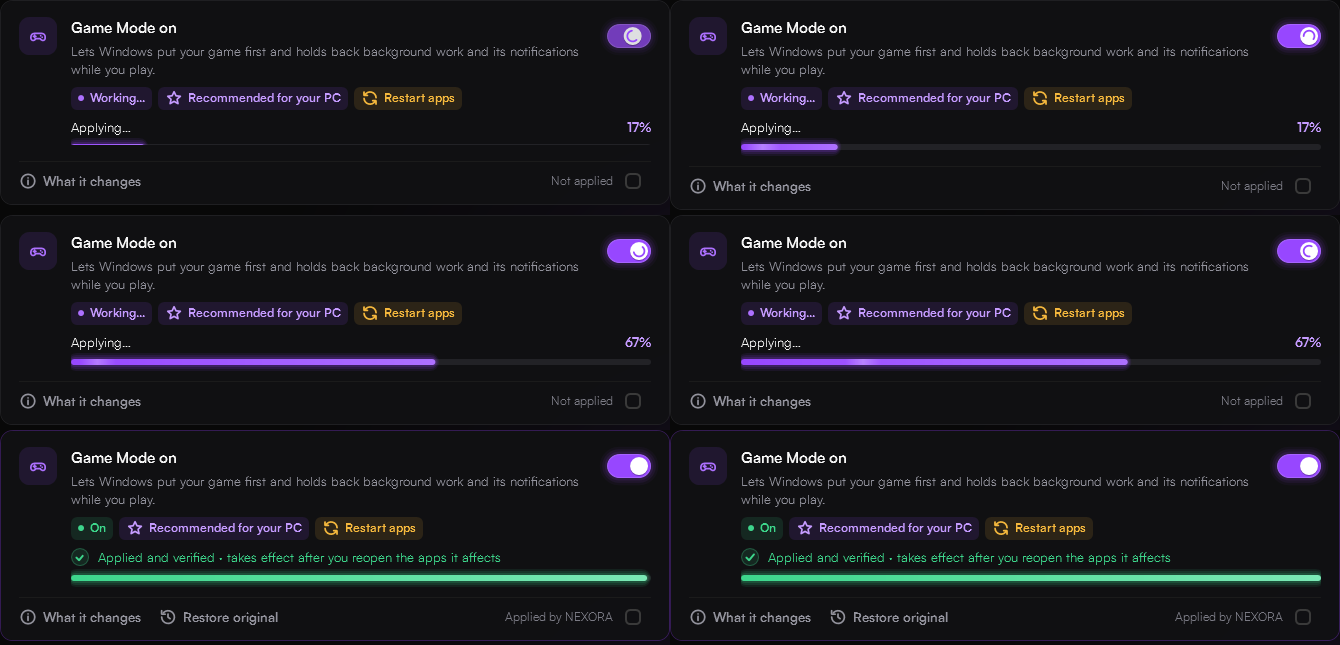 Game Mode on
Lets Windows put your game first and holds back background work and its notifications
while you play.
Working... Recommended for your PC Restart apps
Applying... 17%
What it changes Not applied
Game Mode on
Lets Windows put your game first and holds back background work and its notifications
while you play.
Working... Recommended for your PC Restart apps
Applying... 17%
What it changes Not applied
Game Mode on
Lets Windows put your game first and holds back background work and its notifications
while you play.
Working... Recommended for your PC Restart apps
Applying... 67%
What it changes Not applied
Game Mode on
Lets Windows put your game first and holds back background work and its notifications
while you play.
Working... Recommended for your PC Restart apps
Applying... 67%
What it changes Not applied
Game Mode on
Lets Windows put your game first and holds back background work and its notifications
while you play.
On Recommended for your PC Restart apps
Applied and verified · takes effect after you reopen the apps it affects
What it changes Restore original Applied by NEXORA
Game Mode on
Lets Windows put your game first and holds back background work and its notifications
while you play.
On Recommended for your PC Restart apps
Applied and verified · takes effect after you reopen the apps it affects
What it changes Restore original Applied by NEXORA